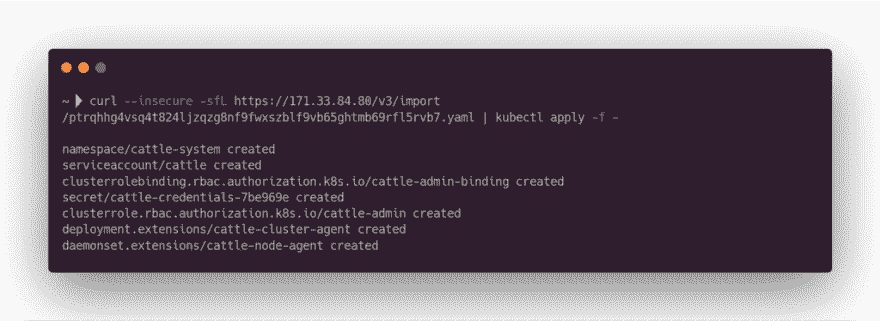 ~ ❯ curl --insecure -sfL https://171.33.84.80/v3/import
/ptrqhhg4vsq4t824ljzqzg8nf9fwxszblf9vb65ghtmb69rfl5rvb7.yaml | kubectl apply -f -
namespace/cattle-system created
serviceaccount/cattle created
clusterrolebinding.rbac.authorization.k8s.io/cattle-admin-binding created
secret/cattle-credentials-7be969e created
clusterrole.rbac.authorization.k8s.io/cattle-admin created
deployment.extensions/cattle-cluster-agent created
daemonset.extensions/cattle-node-agent created